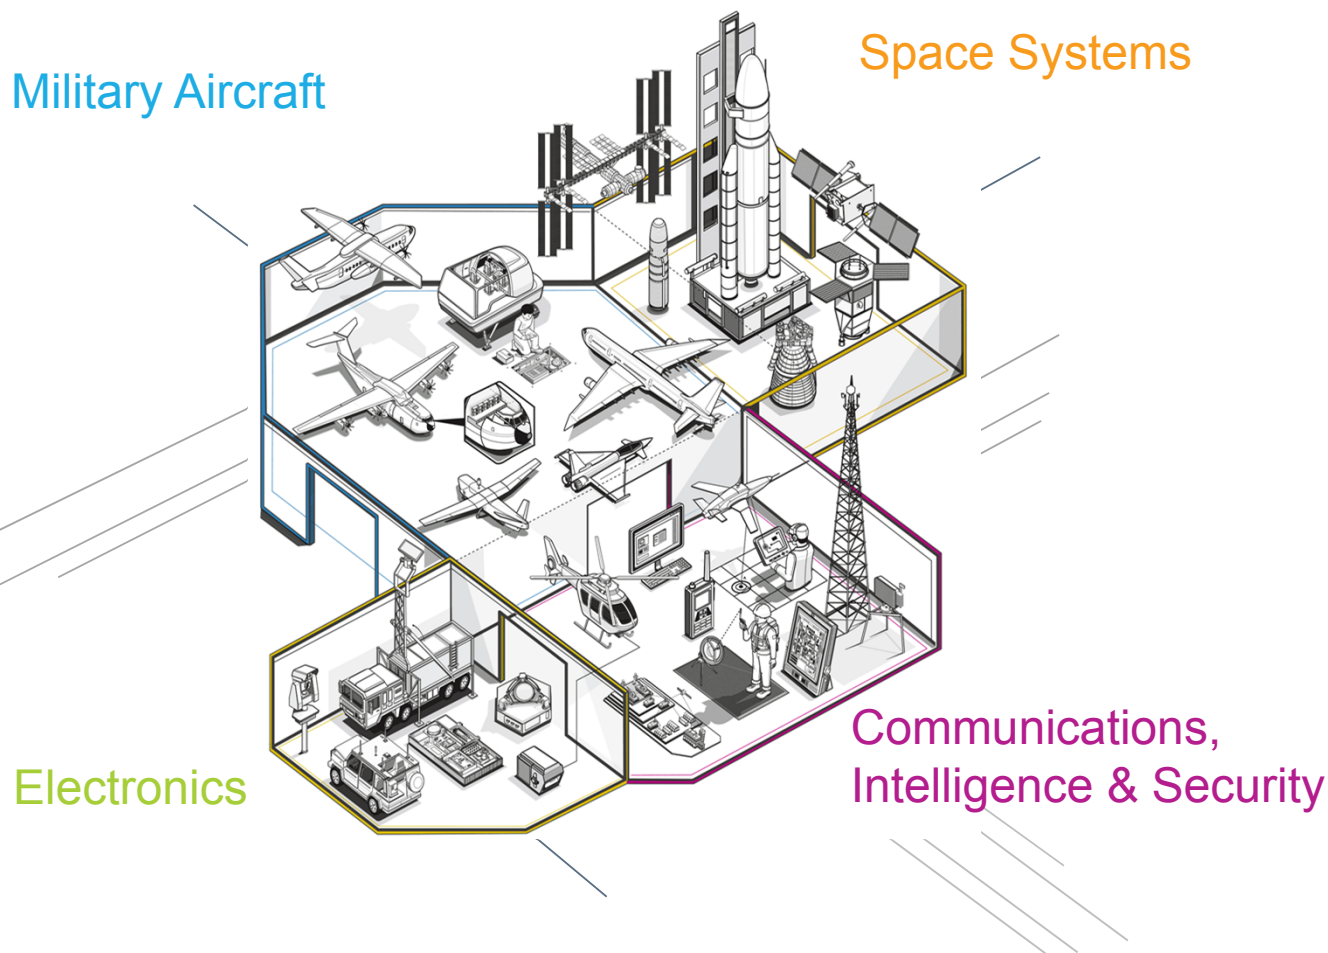 Space Systems
Military Aircraft
Communications,
Intelligence & Security
Electronics